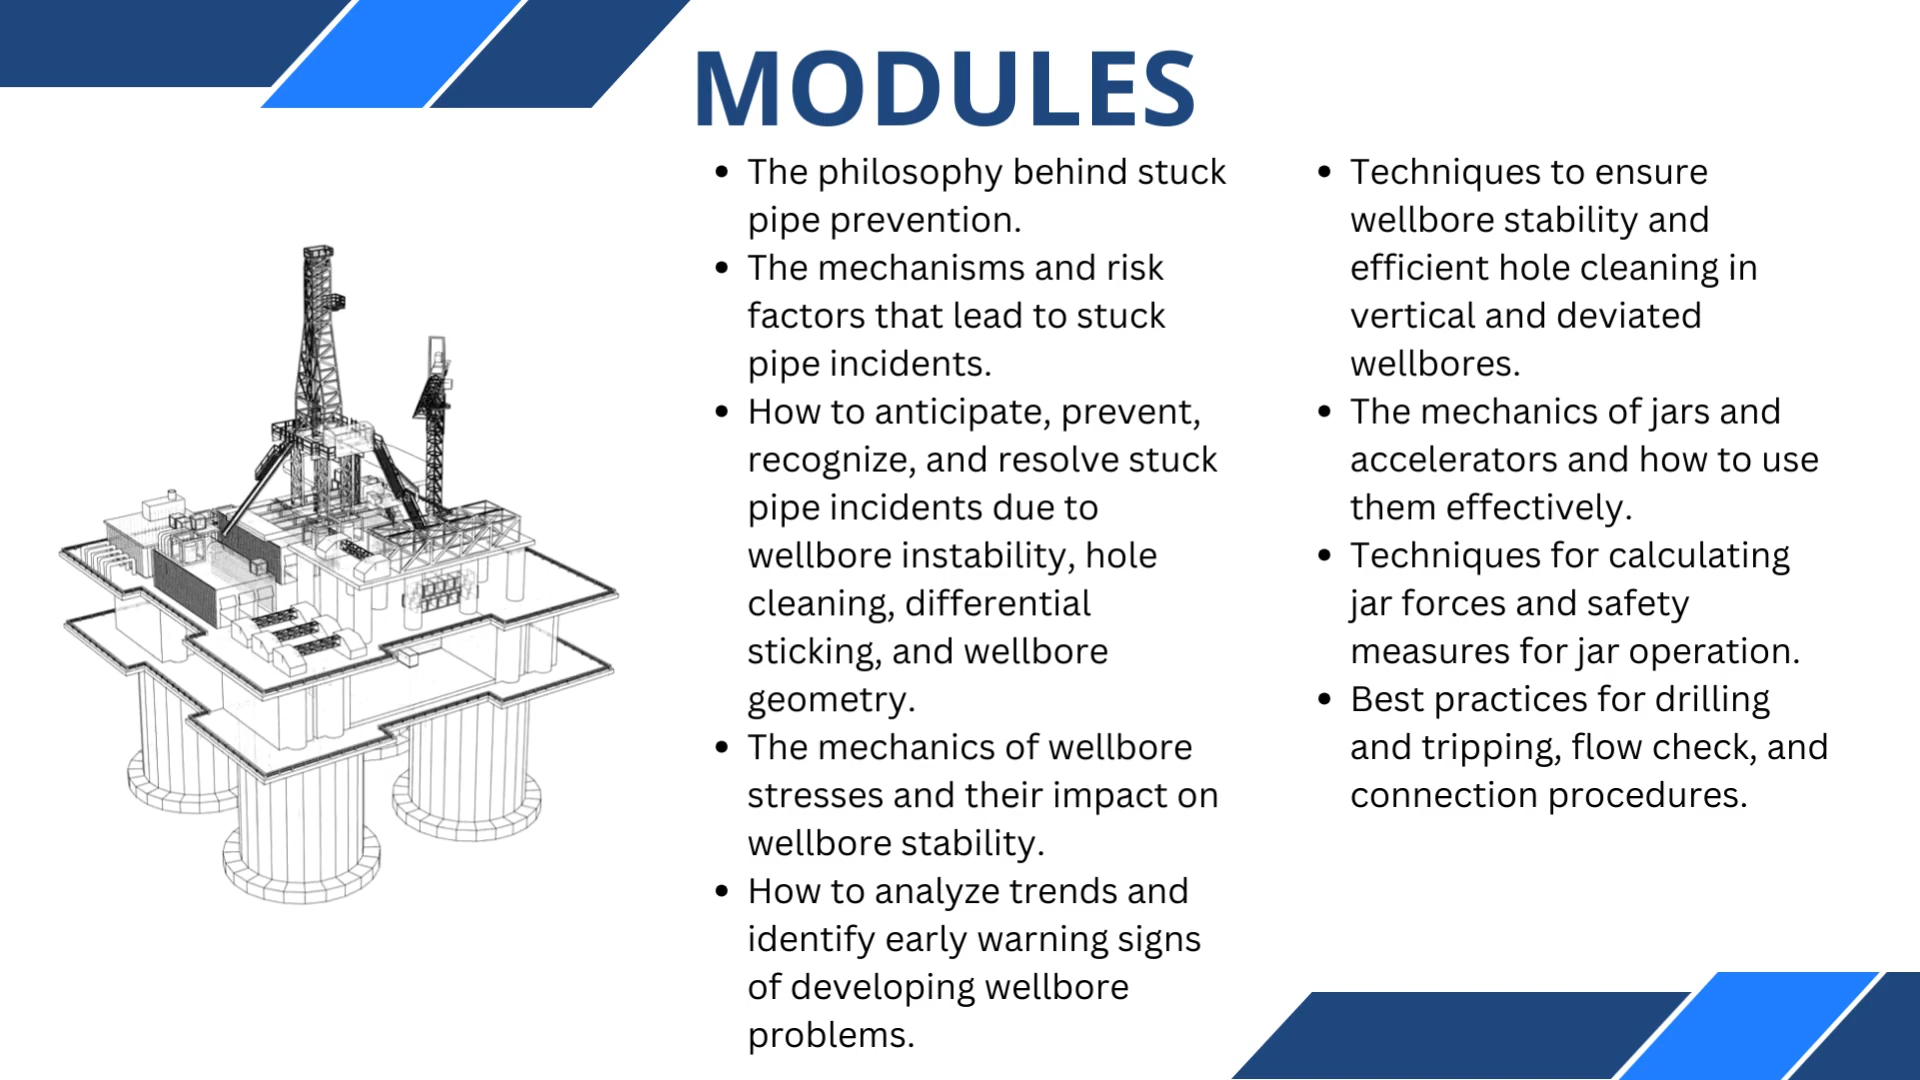 MODULES
• The philosophy behind stuck
pipe prevention.
• The mechanisms and risk
factors that lead to stuck
pipe incidents.
• How to anticipate, prevent,
recognize, and resolve stuck
pipe incidents due to
wellbore instability, hole
cleaning, differential
sticking, and wellbore
geometry.
• The mechanics of wellbore
stresses and their impact on
wellbore stability.
• How to analyze trends and
identify early warning signs
of developing wellbore
problems.
• Techniques to ensure
wellbore stability and
efficient hole cleaning in
vertical and deviated
wellbores.
• The mechanics of jars and
accelerators and how to use
them effectively.
• Techniques for calculating
jar forces and safety
measures for jar operation.
• Best practices for drilling
and tripping, flow check, and
connection procedures.